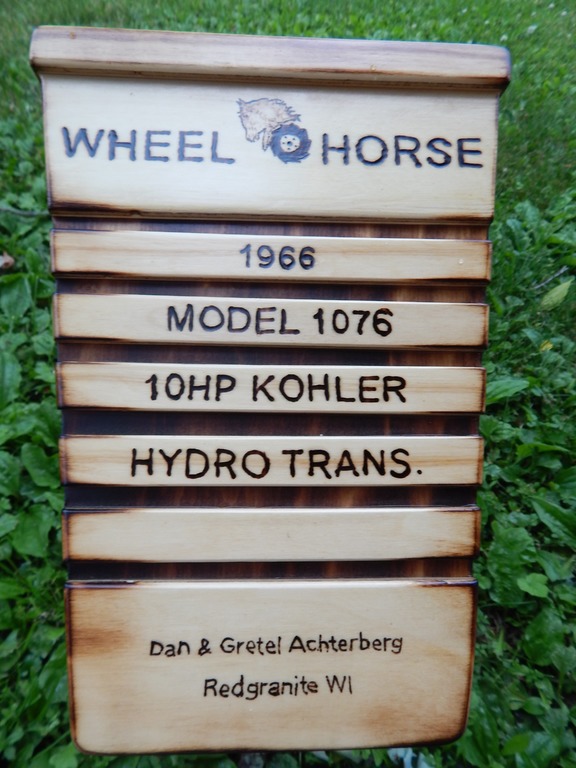 WHEEL HORSE
1966
MODEL 1076
10HP KOHLER
HYDRO TRANS.
Dan & Gretel Achterberg
Redgranite WI